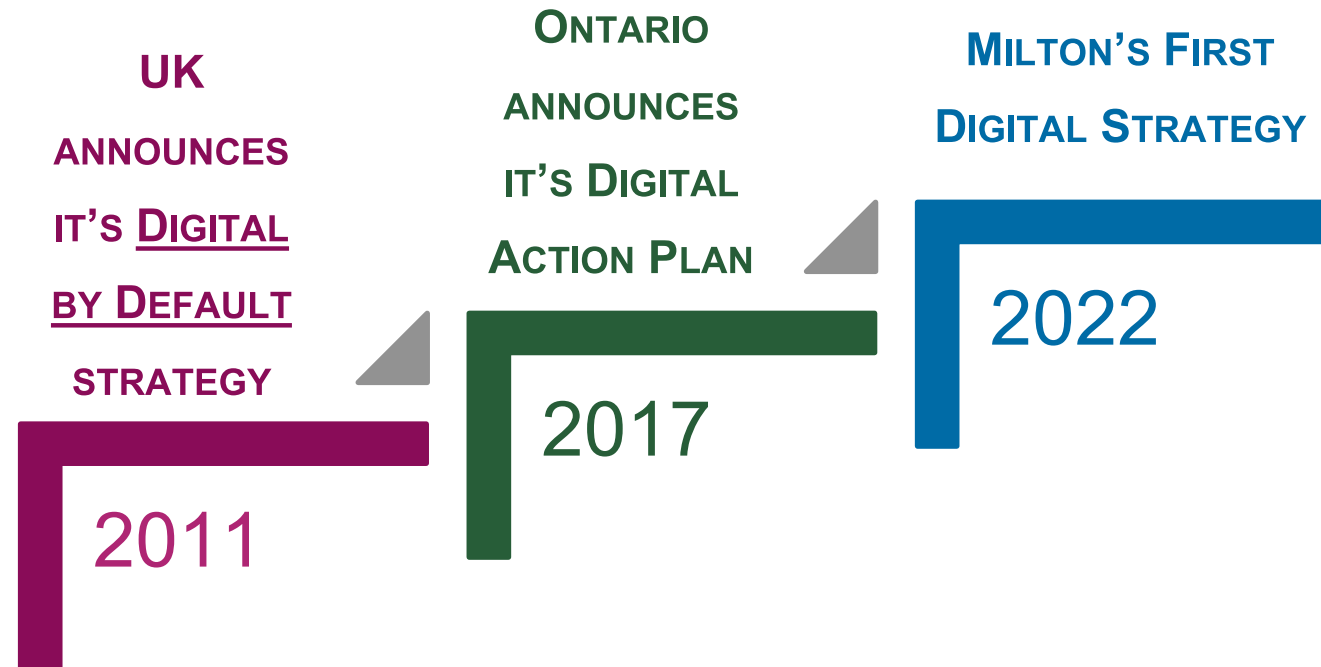 UK
ANNOUNCES
IT’S DIGITAL
BY DEFAULT
STRATEGY
2011
ONTARIO
ANNOUNCES
IT’S DIGITAL
ACTION PLAN
2017
MILTON’S FIRST
DIGITAL STRATEGY
2022